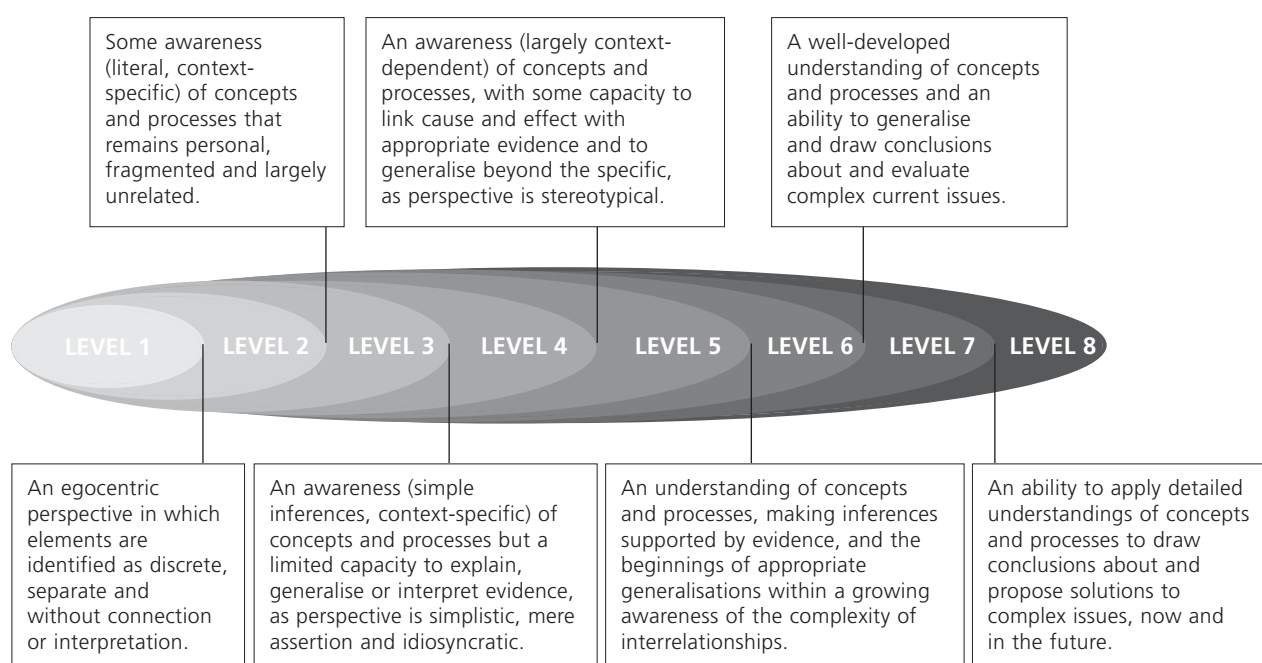 Some awareness
(literal, context-
specific) of concepts
and processes that
remains personal,
fragmented and largely
unrelated.
An awareness (largely context-
dependent) of concepts and
processes, with some capacity to
link cause and effect with
appropriate evidence and to
generalise beyond the specific,
as perspective is stereotypical.
A well-developed
understanding of concepts
and processes and an
ability to generalise
and draw conclusions
about and evaluate
complex current issues.
LEVEL 1
LEVEL 2
LEVEL 3
LEVEL 4
LEVEL 5
LEVEL 6
LEVEL 7
LEVEL 8
An egocentric
perspective in which
elements are
identified as discrete,
separate and
without connection
or interpretation.
An awareness (simple
inferences, context-specific) of
concepts and processes but a
limited capacity to explain,
generalise or interpret evidence,
as perspective is simplistic, mere
assertion and idiosyncratic.
An understanding of concepts
and processes, making inferences
supported by evidence, and the
beginnings of appropriate
generalisations within a growing
awareness of the complexity of
interrelationships.
An ability to apply detailed
understandings of concepts
and processes to draw
conclusions about and
propose solutions to
complex issues, now and
in the future.